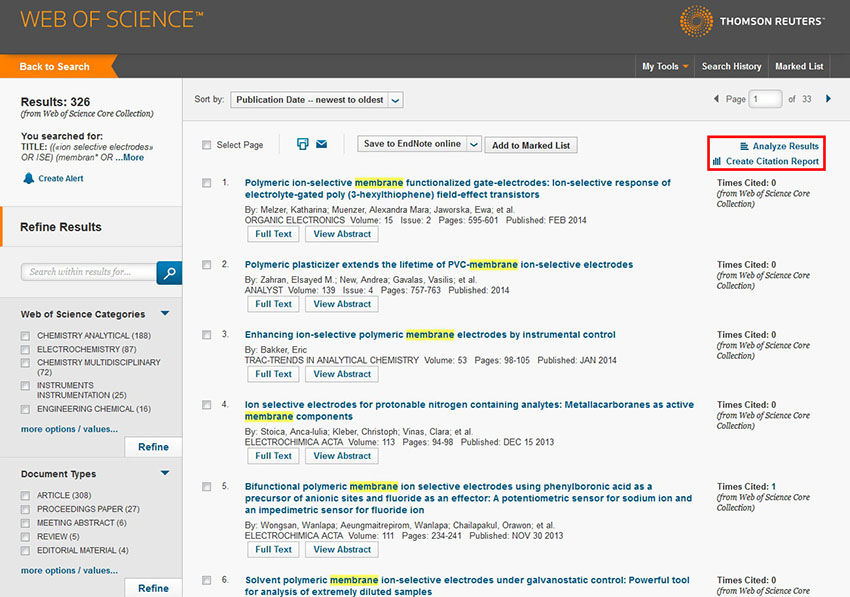 WEB OF SCIENCE™
THOMSON REUTERS™
Back to Search
My Tools
Search History
Marked List
Results: 326
(from Web of Science Core Collection)
You searched for:
TITLE: ((«ion selective electrodes»
OR ISE) (membran* OR ...More
Create Alert
Refine Results
Search within results for...
Web of Science Categories
CHEMISTRY ANALYTICAL (188)
ELECTROCHEMISTRY (87)
CHEMISTRY MULTIDISCIPLINARY
(72)
INSTRUMENTS
INSTRUMENTATION (25)
ENGINEERING CHEMICAL (16)
more options / values...
Refine
Document Types
ARTICLE (308)
PROCEEDINGS PAPER (27)
MEETING ABSTRACT (6)
REVIEW (5)
EDITORIAL MATERIAL (4)
more options / values...
Refine
Sort by: Publication Date -- newest to oldest
Page 1 of 33
Select Page
Save to EndNote online
Add to Marked List
Analyze Results
Create Citation Report
1. Polymeric ion-selective membrane functionalized gate-electrodes: Ion-selective response of
electrolyte-gated poly (3-hexylthiophene) field-effect transistors
By: Melzer, Katharina; Muenzer, Alexandra Mara; Jaworska, Ewa; et al.
ORGANIC ELECTRONICS Volume: 15 Issue: 2 Pages: 595-601 Published: FEB 2014
Full Text
View Abstract
Times Cited: 0
(from Web of Science Core
Collection)
2. Polymeric plasticizer extends the lifetime of PVC-membrane ion-selective electrodes
By: Zahran, Elsayed M.; New, Andrea; Gavalas, Vasilis; et al.
ANALYST Volume: 139 Issue: 4 Pages: 757-763 Published: 2014
Full Text
View Abstract
Times Cited: 0
(from Web of Science Core
Collection)
3. Enhancing ion-selective polymeric membrane electrodes by instrumental control
By: Bakker, Eric
TRAC-TRENDS IN ANALYTICAL CHEMISTRY Volume: 53 Pages: 98-105 Published: JAN 2014
Full Text
View Abstract
Times Cited: 0
(from Web of Science Core
Collection)
4. Ion selective electrodes for protonable nitrogen containing analytes: Metallacarboranes as active
membrane components
By: Stoica, Anca-Iulia; Kleber, Christoph; Vinas, Clara; et al.
ELECTROCHIMICA ACTA Volume: 113 Pages: 94-98 Published: DEC 15 2013
Full Text
View Abstract
Times Cited: 0
(from Web of Science Core
Collection)
5. Bifunctional polymeric membrane ion selective electrodes using phenylboronic acid as a
precursor of anionic sites and fluoride as an effector: A potentiometric sensor for sodium ion and
an impedimetric sensor for fluoride ion
By: Wongsan, Wanlapa; Aeungmaitrepirom, Wanlapa; Chailapakul, Orawon; et al.
ELECTROCHIMICA ACTA Volume: 111 Pages: 234-241 Published: NOV 30 2013
Full Text
View Abstract
Times Cited: 1
(from Web of Science Core
Collection)
6. Solvent polymeric membrane ion-selective electrodes under galvanostatic control: Powerful tool
for analysis of extremely diluted samples
Times Cited: 0
(from Web of Science Core